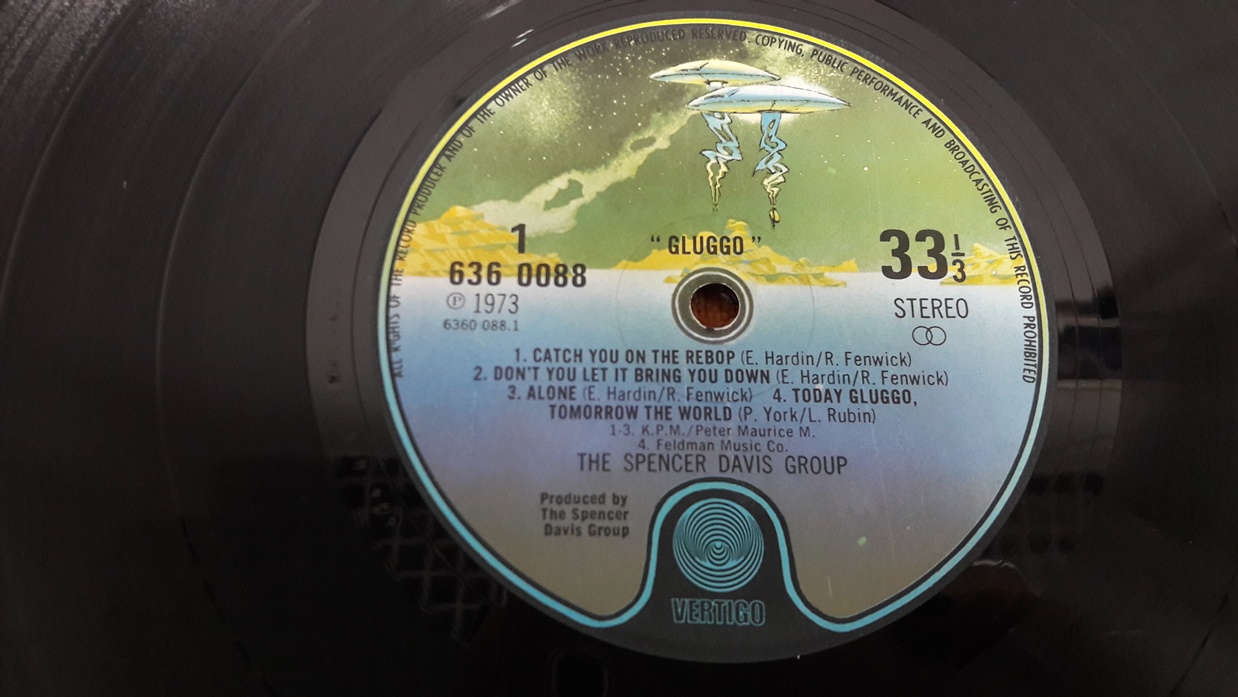 ALL RIGHTS OF THE RECORD PRODUCER AND OF THE OWNER OF THE WORK REPRODUCED RESERVED. COPYING, PUBLIC PERFORMANCE AND BROADCASTING OF THIS RECORD PROHIBITED
1
"GLUGGO"
33 1/3
636 0088
Ⓟ 1973
STEREO
6360 088.1
1. CATCH YOU ON THE REBOP (E. Hardin/R. Fenwick)
2. DON'T YOU LET IT BRING YOU DOWN (E. Hardin/R. Fenwick)
3. ALONE (E. Hardin/R. Fenwick) 4. TODAY GLUGGO,
TOMORROW THE WORLD (P. York/L. Rubin)
1-3. K.P.M./Peter Maurice M.
4. Feldman Music Co.
THE SPENCER DAVIS GROUP
Produced by
The Spencer
Davis Group
VERTIGO